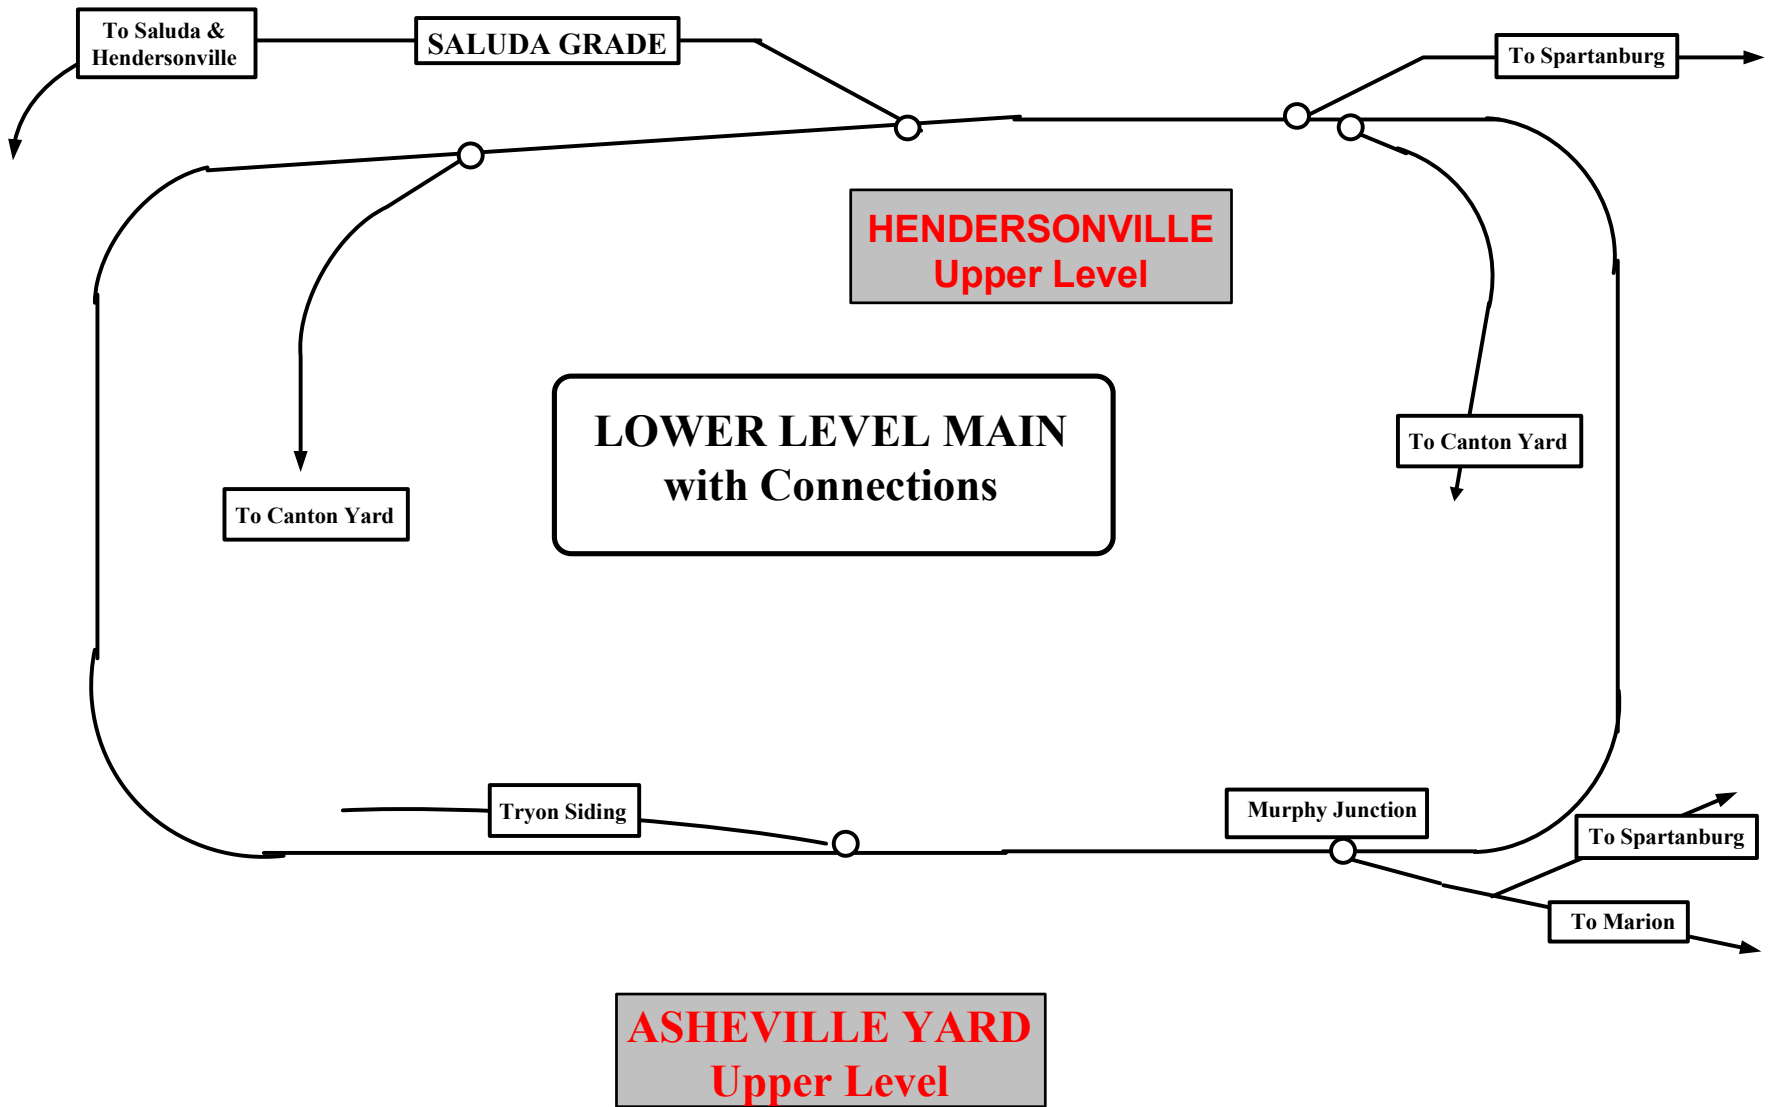 To Saluda &
Hendersonville
SALUDA GRADE
To Spartanburg
HENDERSONVILLE
Upper Level
LOWER LEVEL MAIN
with Connections
To Canton Yard
To Canton Yard
Tryon Siding
Murphy Junction
To Spartanburg
To Marion
ASHEVILLE YARD
Upper Level